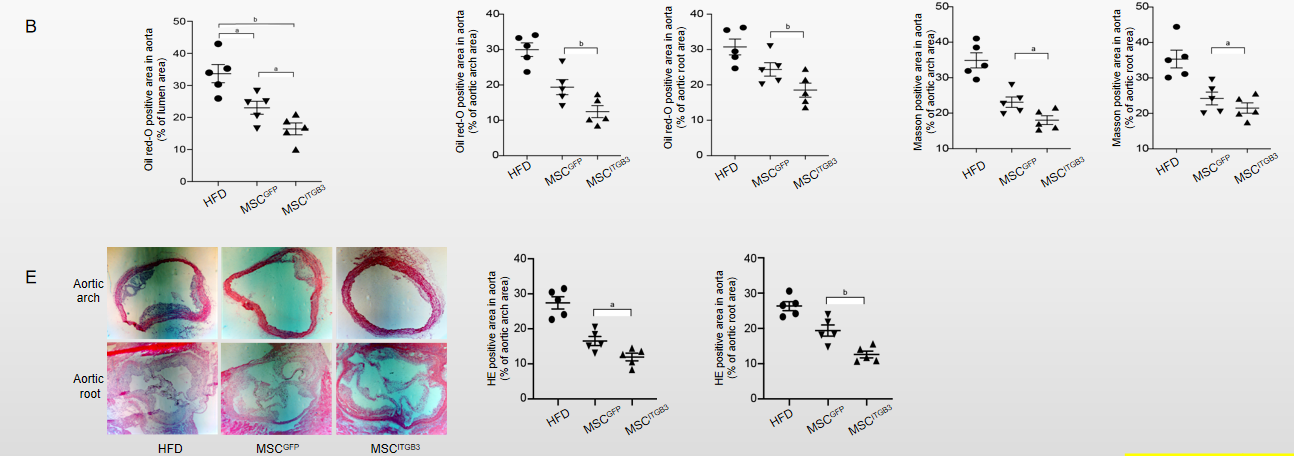 B
Oil red-O positive area in aorta
(% of lumen area)
50
40
30
20
10
0
b
a
a
HFD
MSCGFP
MSCITGB3
Oil red-O positive area in aorta
(% of aortic arch area)
40
30
20
10
0
b
HFD
MSCGFP
MSCITGB3
Oil red-O positive area in aorta
(% of aortic root area)
40
30
20
10
0
b
HFD
MSCGFP
MSCITGB3
Masson positive area in aorta
(% of aortic arch area)
50
40
30
20
10
a
HFD
MSCGFP
MSCITGB3
Masson positive area in aorta
(% of aortic root area)
50
40
30
20
10
a
HFD
MSCGFP
MSCITGB3
E
Aortic
arch
Aortic
root
HFD
MSCGFP
MSCITGB3
HE positive area in aorta
(% of aortic arch area)
40
30
20
10
0
a
HFD
MSCGFP
MSCITGB3
HE positive area in aorta
(% of aortic root area)
40
30
20
10
0
b
HFD
MSCGFP
MSCITGB3